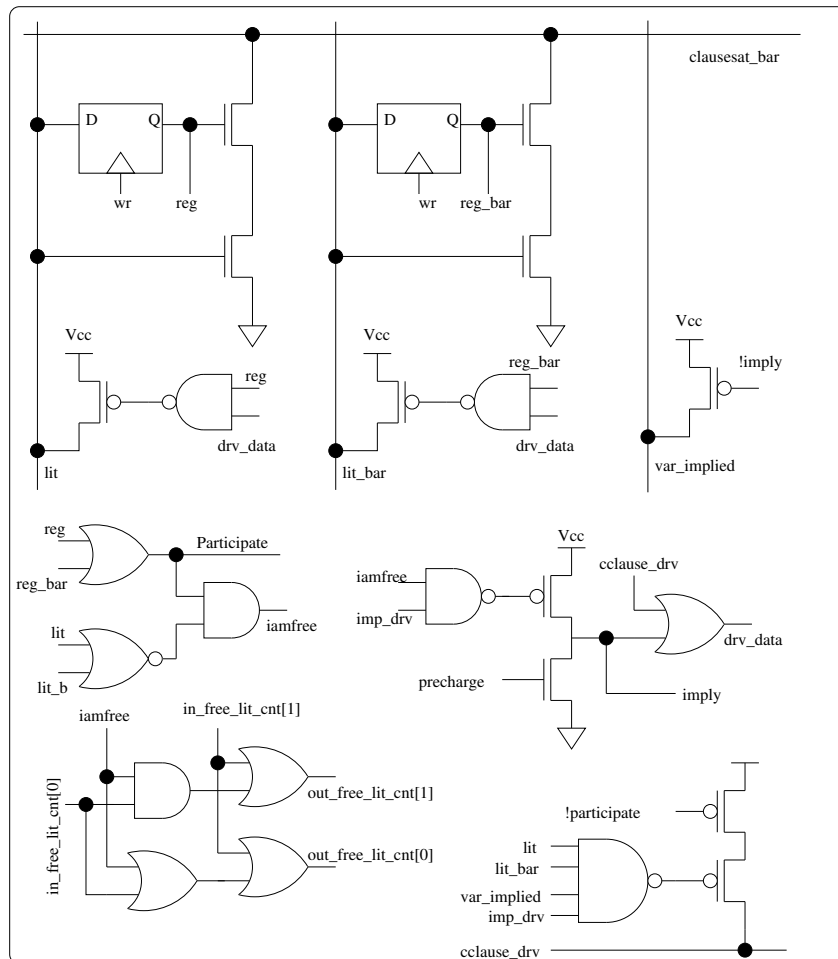 clausesat_bar
D Q D Q
wr reg wr reg_bar
Vcc Vcc Vcc
reg reg_bar !imply
drv_data drv_data
lit lit_bar var_implied
reg Participate Vcc
reg_bar iamfree cclause_drv
iamfree imp_drv
lit drv_data
lit_b precharge imply
iamfree in_free_lit_cnt[1]
in_free_lit_cnt[0] out_free_lit_cnt[1] !participate
out_free_lit_cnt[0] lit
lit_bar
var_implied
imp_drv
cclause_drv